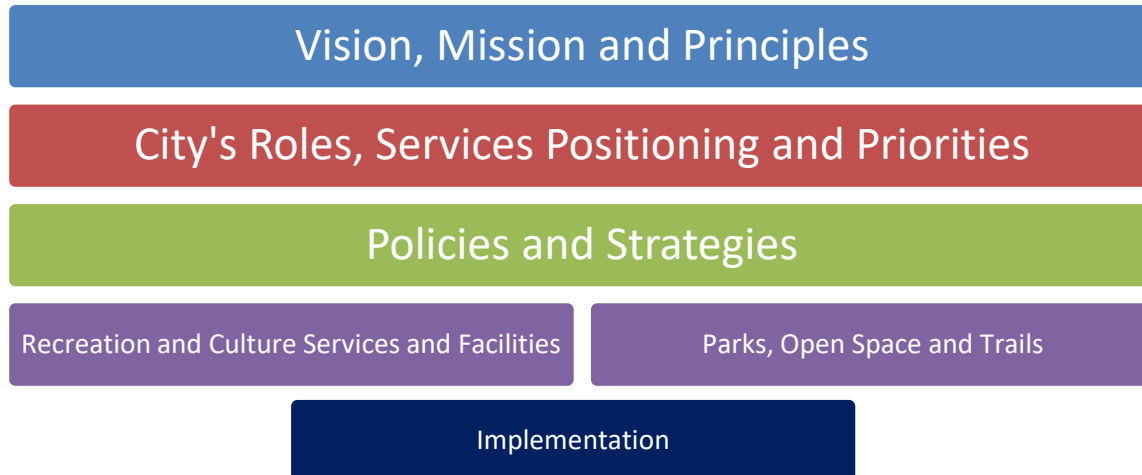 Vision, Mission and Principles
City's Roles, Services Positioning and Priorities
Policies and Strategies
Recreation and Culture Services and Facilities
Parks, Open Space and Trails
Implementation